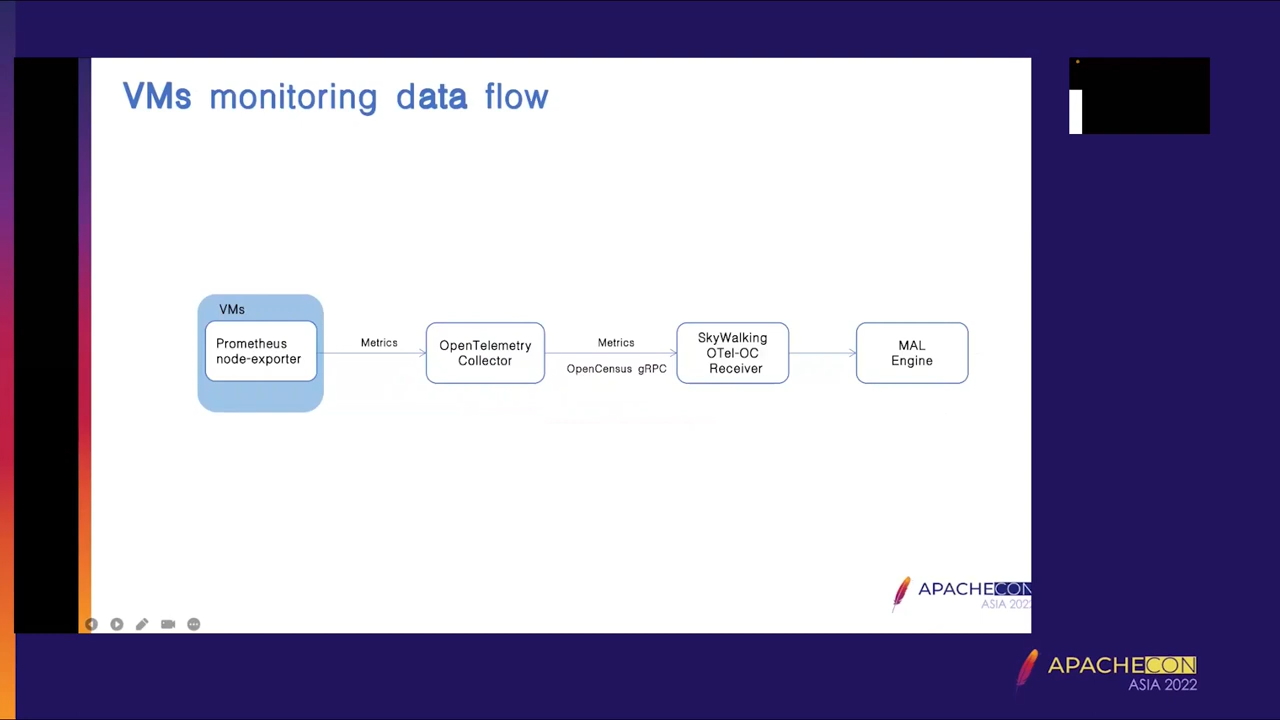 VMs monitoring data flow
VMs
Prometheus
node-exporter
Metrics
OpenTelemetry
Collector
Metrics
OpenCensus gRPC
SkyWalking
OTel-OC
Receiver
MAL
Engine
APACHECON
ASIA 2022
APACHECON
ASIA 2022